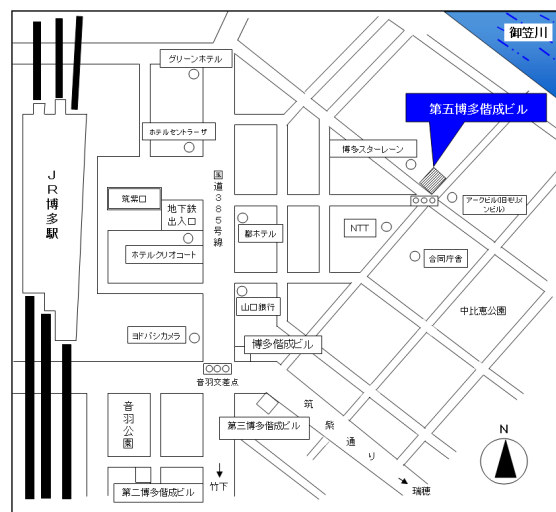 御笠川
グリーンホテル
第五博多偕成ビル
ホテルセントラーザ
博多スターレーン
JR博多駅
国道385号線
筑紫口
地下鉄
出入口
アークビル(旧モリメン
ビル)
都ホテル
NTT
ホテルクリオコート
合同庁舎
山口銀行
中比恵公園
ヨドバシカメラ
博多偕成ビル
音羽交差点
音羽公園
筑紫通り
第三博多偕成ビル
N
竹下
瑞穂
第二博多偕成ビル